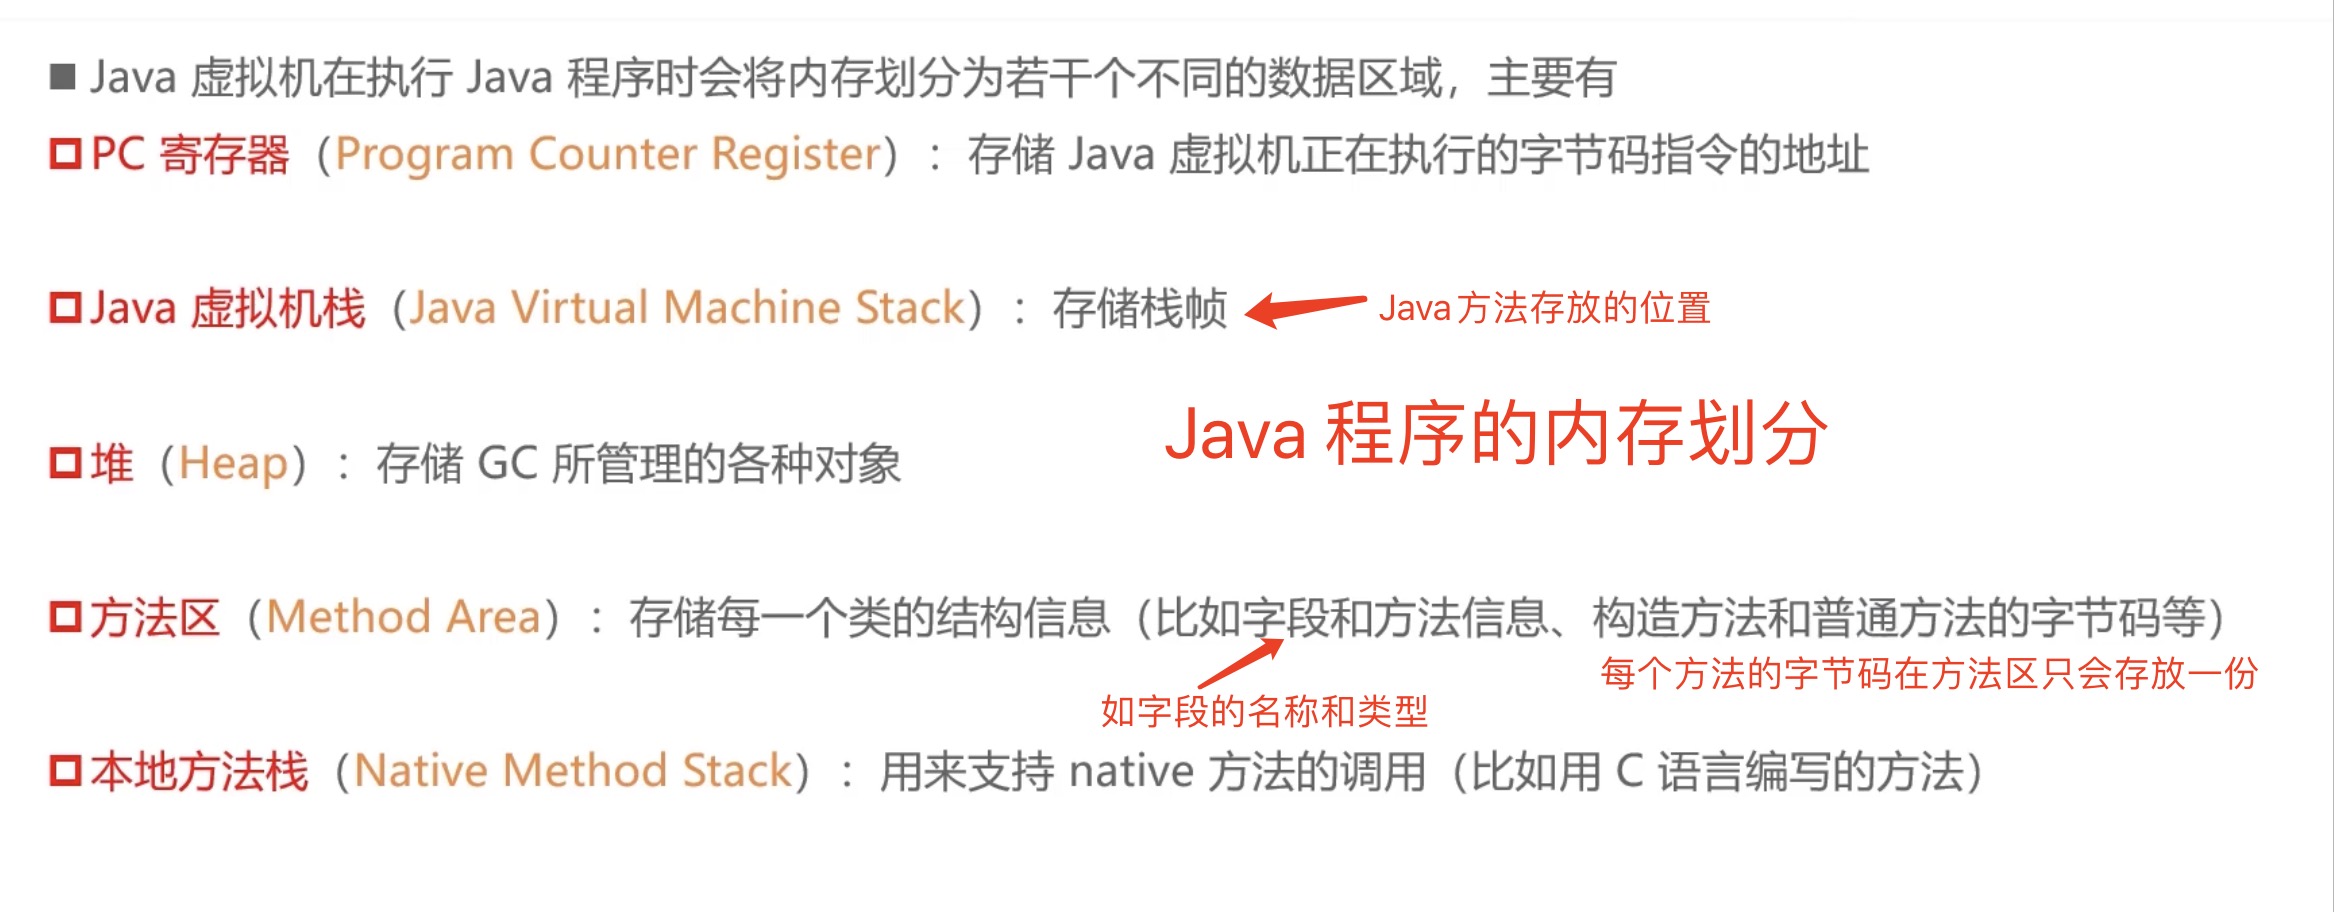 ■ Java 虚拟机在执行 Java 程序时会将内存划分为若干个不同的数据区域，主要有
PC 寄存器（Program Counter Register）：存储 Java 虚拟机正在执行的字节码指令的地址
Java 虚拟机栈（Java Virtual Machine Stack）：存储栈帧
Java方法存放的位置
Java 程序的内存划分
堆（Heap）：存储 GC 所管理的各种对象
方法区（Method Area）：存储每一个类的结构信息（比如字段和方法信息、构造方法和普通方法的字节码等）
每个方法的字节码在方法区只会存放一份
如字段的名称和类型
本地方法栈（Native Method Stack）：用来支持 native 方法的调用（比如用 C 语言编写的方法）